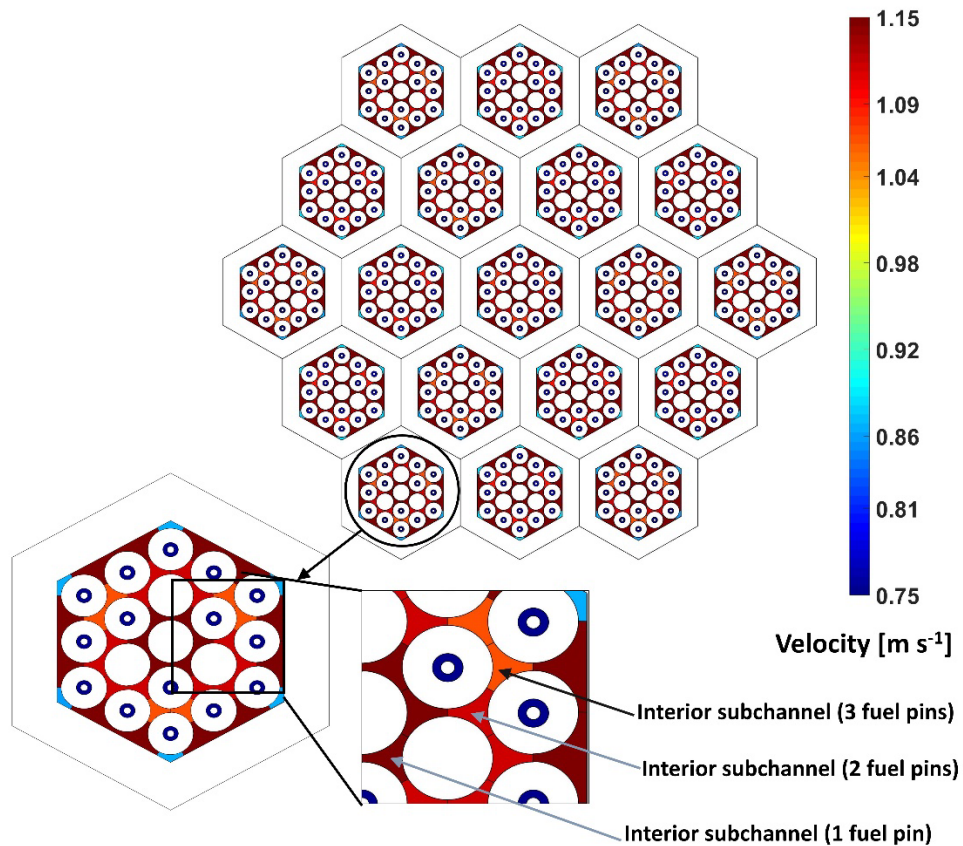 1.15
1.09
1.04
0.98
0.92
0.86
0.81
0.75
Velocity [m s⁻¹]
Interior subchannel (3 fuel pins)
Interior subchannel (2 fuel pins)
Interior subchannel (1 fuel pin)